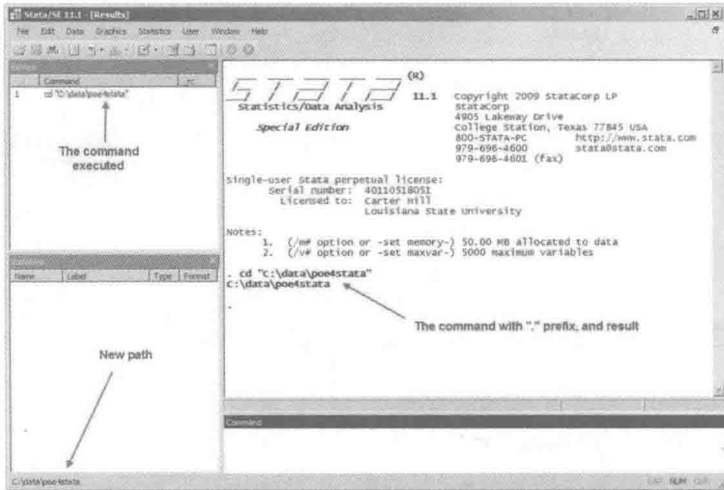 Stata/SE 11.1 - [Results]
File Edit Data Graphics Statistics User Window Help
Command _rc
1 cd "C:\data\poe4stata"
The command
executed
Name Label Type Format
New path
(R)
STATA
11.1 Copyright 2009 StataCorp LP
Statistics/Data Analysis StataCorp
4905 Lakeway Drive
Special Edition College Station, Texas 77845 USA
800-STATA-PC http://www.stata.com
979-696-4600 stata@stata.com
979-696-4601 (fax)
Single-user Stata perpetual license:
Serial number: 40110518051
Licensed to: Carter Hill
Louisiana State University
Notes:
1. (/m# option or -set memory-) 50.00 MB allocated to data
2. (/v# option or -set maxvar-) 5000 maximum variables
. cd "C:\data\poe4stata"
C:\data\poe4stata
.
The command with "." prefix, and result
Command
C:\data\poe4stata
CAP NUM OVR